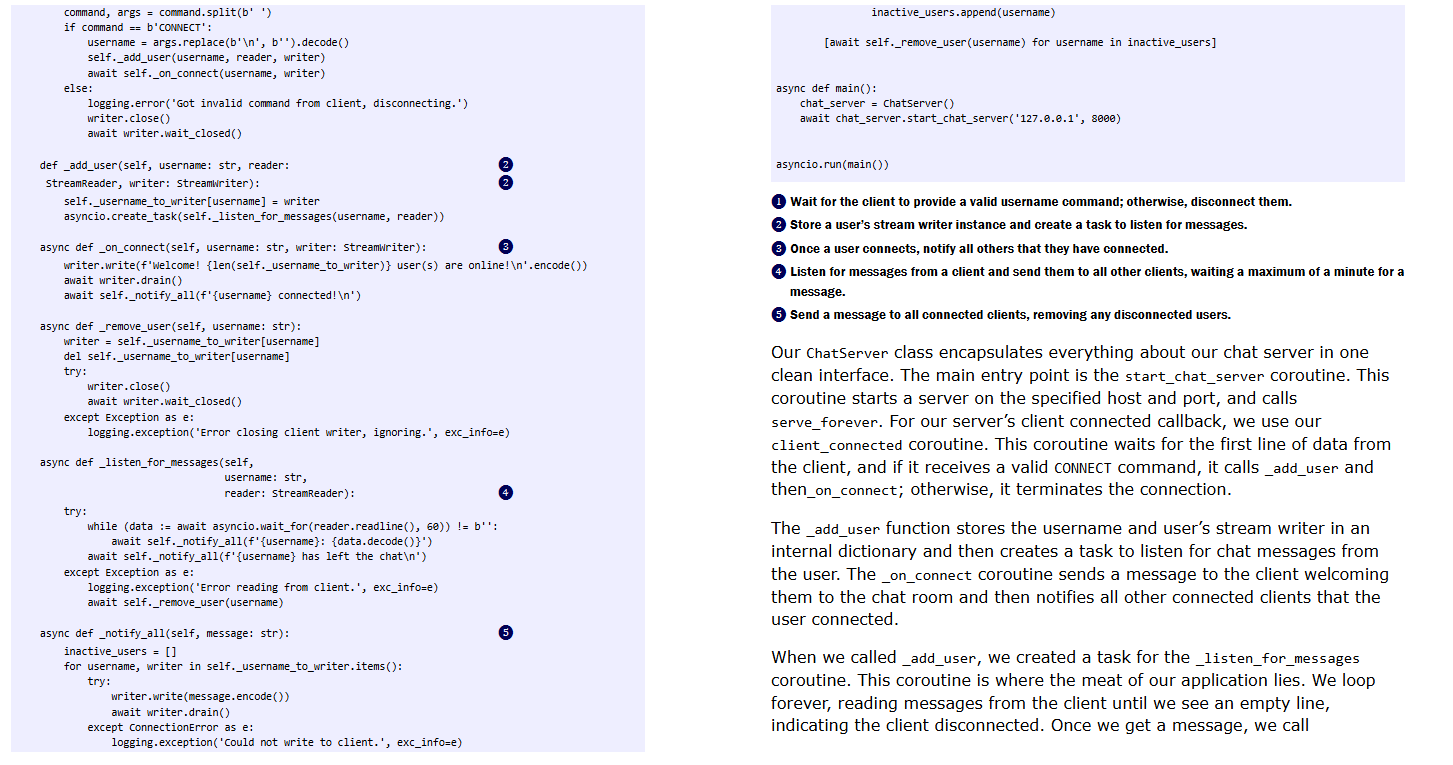 command, args = command.split(b' ')
if command == b'CONNECT':
username = args.replace(b'\n', b'').decode()
self._add_user(username, reader, writer)
await self._on_connect(username, writer)
else:
logging.error('Got invalid command from client, disconnecting.')
writer.close()
await writer.wait_closed()
def _add_user(self, username: str, reader: 2
StreamReader, writer: StreamWriter): 2
self._username_to_writer[username] = writer
asyncio.create_task(self._listen_for_messages(username, reader))
async def _on_connect(self, username: str, writer: StreamWriter): 3
writer.write(f'Welcome! {len(self._username_to_writer)} user(s) are online!\n'.encode())
await writer.drain()
await self._notify_all(f'{username} connected!\n')
async def _remove_user(self, username: str):
writer = self._username_to_writer[username]
del self._username_to_writer[username]
try:
writer.close()
await writer.wait_closed()
except Exception as e:
logging.exception('Error closing client writer, ignoring.', exc_info=e)
async def _listen_for_messages(self,
username: str,
reader: StreamReader): 4
try:
while (data := await asyncio.wait_for(reader.readline(), 60)) != b'':
await self._notify_all(f'{username}: {data.decode()}')
await self._notify_all(f'{username} has left the chat\n')
except Exception as e:
logging.exception('Error reading from client.', exc_info=e)
await self._remove_user(username)
async def _notify_all(self, message: str): 5
inactive_users = []
for username, writer in self._username_to_writer.items():
try:
writer.write(message.encode())
await writer.drain()
except ConnectionError as e:
logging.exception('Could not write to client.', exc_info=e)
inactive_users.append(username)
[await self._remove_user(username) for username in inactive_users]
async def main():
chat_server = ChatServer()
await chat_server.start_chat_server('127.0.0.1', 8000)
asyncio.run(main())
1 Wait for the client to provide a valid username command; otherwise, disconnect them.
2 Store a user’s stream writer instance and create a task to listen for messages.
3 Once a user connects, notify all others that they have connected.
4 Listen for messages from a client and send them to all other clients, waiting a maximum of a minute for a
message.
5 Send a message to all connected clients, removing any disconnected users.
Our ChatServer class encapsulates everything about our chat server in one
clean interface. The main entry point is the start_chat_server coroutine. This
coroutine starts a server on the specified host and port, and calls
serve_forever. For our server’s client connected callback, we use our
client_connected coroutine. This coroutine waits for the first line of data from
the client, and if it receives a valid CONNECT command, it calls _add_user and
then_on_connect; otherwise, it terminates the connection.
The _add_user function stores the username and user’s stream writer in an
internal dictionary and then creates a task to listen for chat messages from
the user. The _on_connect coroutine sends a message to the client welcoming
them to the chat room and then notifies all other connected clients that the
user connected.
When we called _add_user, we created a task for the _listen_for_messages
coroutine. This coroutine is where the meat of our application lies. We loop
forever, reading messages from the client until we see an empty line,
indicating the client disconnected. Once we get a message, we call